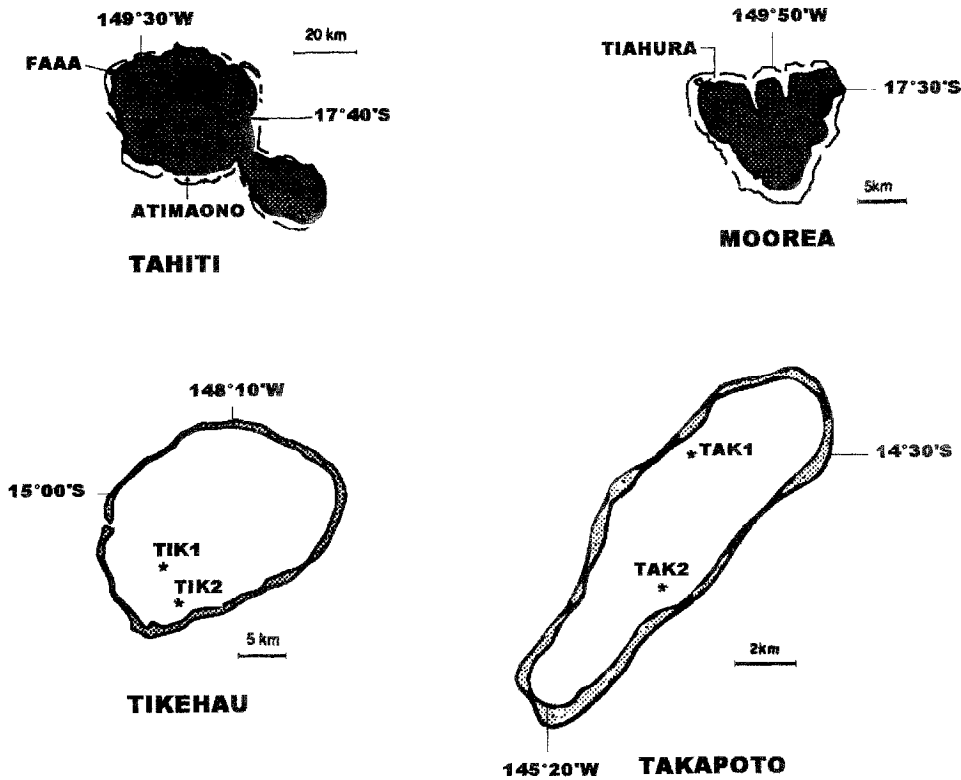 149°30'W
20 km
FAAA
17°40'S
ATIMAONO
TAHITI
149°50'W
TIAHURA
17°30'S
5km
MOOREA
148°10'W
15°00'S
TIK1
*
TIK2
*
5 km
TIKEHAU
* TAK1
14°30'S
TAK2
*
2km
145°20'W
TAKAPOTO